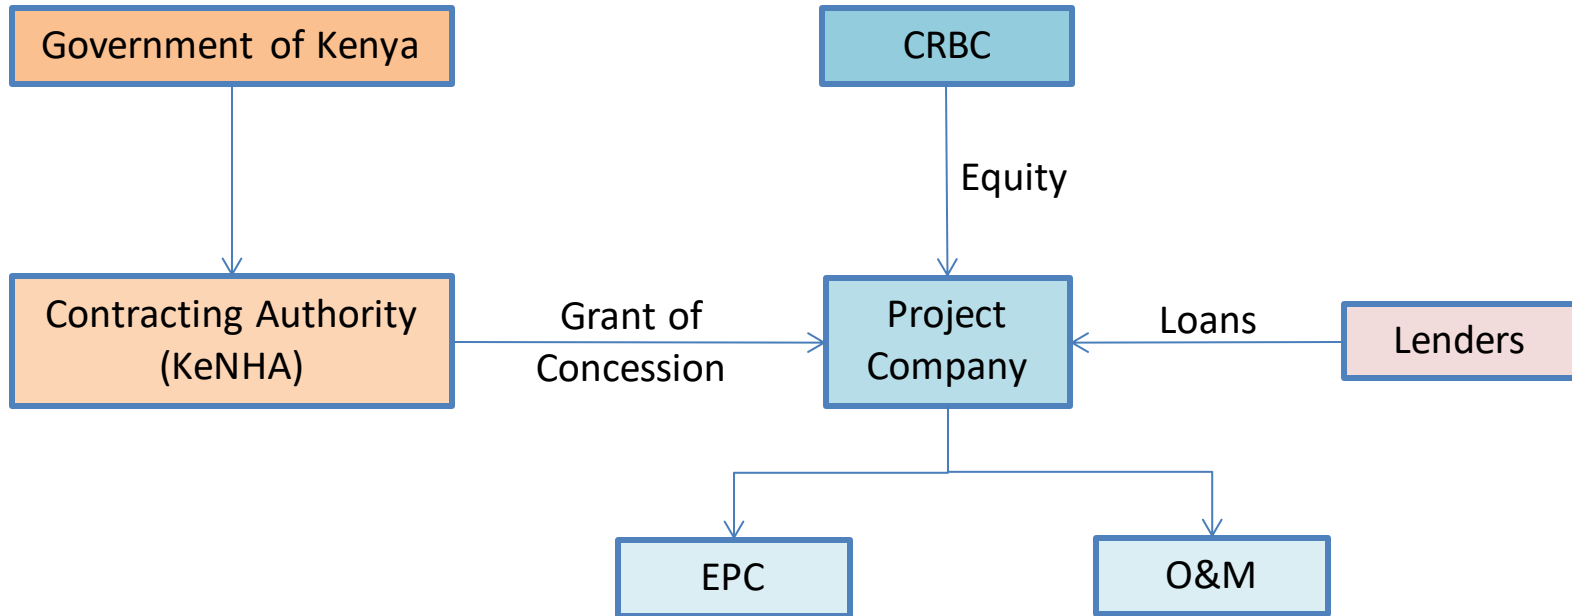 Government of Kenya
CRBC
Equity
Contracting Authority
(KeNHA)
Grant of
Concession
Project
Company
Loans
Lenders
EPC
O&M